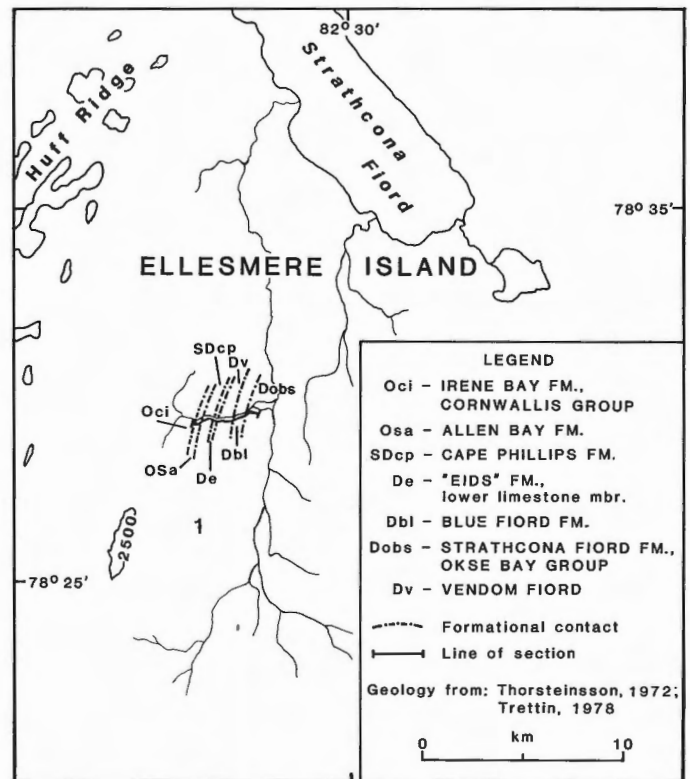 82° 30'
Huff Ridge
Strathcona
Fiord
78° 35'
ELLESMERE ISLAND
SDcp
Dv
Dobs
Oci
OSa
De
Dbl
1
2500
78° 25'
LEGEND
Oci – IRENE BAY FM.,
CORNWALLIS GROUP
Osa – ALLEN BAY FM.
SDcp – CAPE PHILLIPS FM.
De – "EIDS" FM.,
lower limestone mbr.
Dbl – BLUE FIORD FM.
Dobs – STRATHCONA FIORD FM.,
OKSE BAY GROUP
Dv – VENDOM FIORD
Formational contact
Line of section
Geology from: Thorsteinsson, 1972;
Trettin, 1978
km
0 10